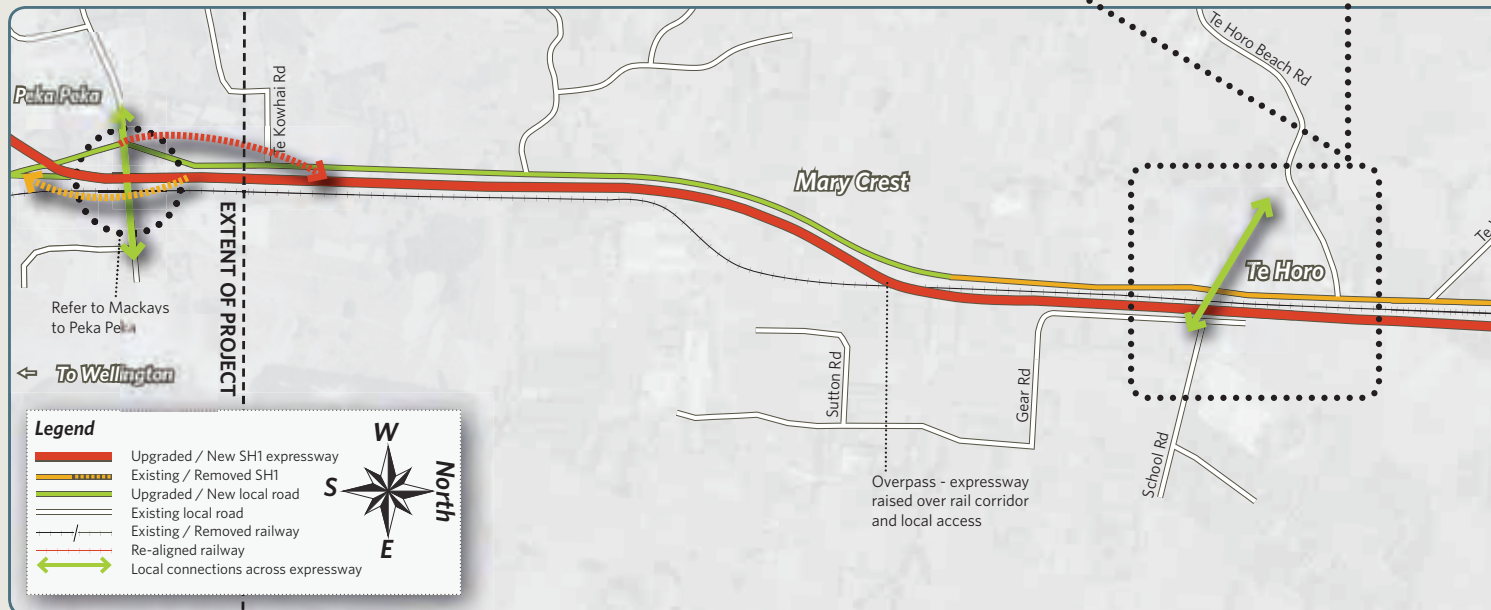 Te Horo Beach Rd
Peka Peka
Te Kowhai Rd
Mary Crest
Te Horo
Te
EXTENT OF PROJECT
Refer to Mackays
to Peka Peka
To Wellington
Sutton Rd
Gear Rd
School Rd
Overpass - expressway
raised over rail corridor
and local access
Legend
Upgraded / New SH1 expressway
Existing / Removed SH1
Upgraded / New local road
Existing local road
Existing / Removed railway
Re-aligned railway
Local connections across expressway
W
S
North
E